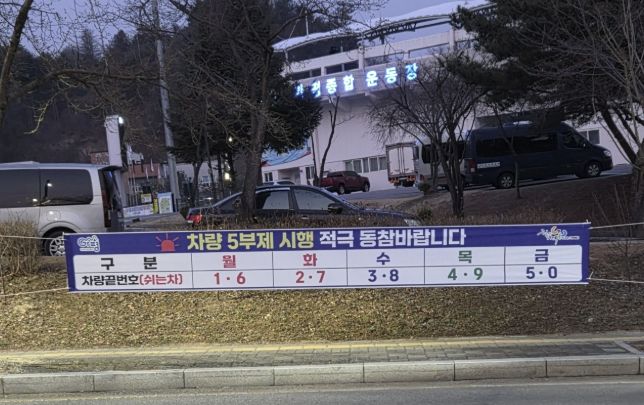 종합 운동장
차량 5부제 시행 적극 동참바랍니다
구 분 월 화 수 목 금
차량끝번호(쉬는차) 1·6 2·7 3·8 4·9 5·0